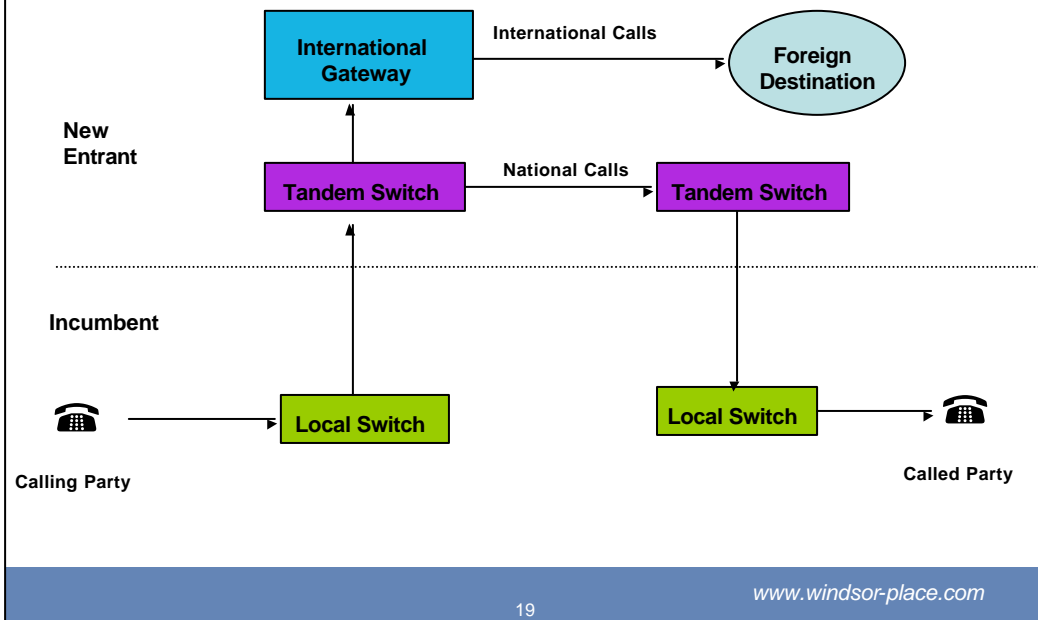 International
Gateway
International Calls
Foreign
Destination
New
Entrant
Tandem Switch
National Calls
Tandem Switch
Incumbent
Local Switch
Local Switch
Calling Party
Called Party
www.windsor-place.com
19